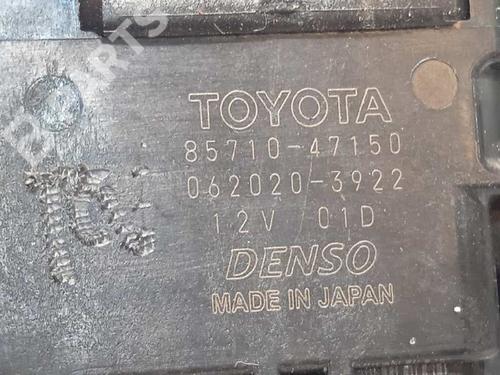 TOYOTA
85710-47150
062020-3922
12V 01D
DENSO
MADE IN JAPAN